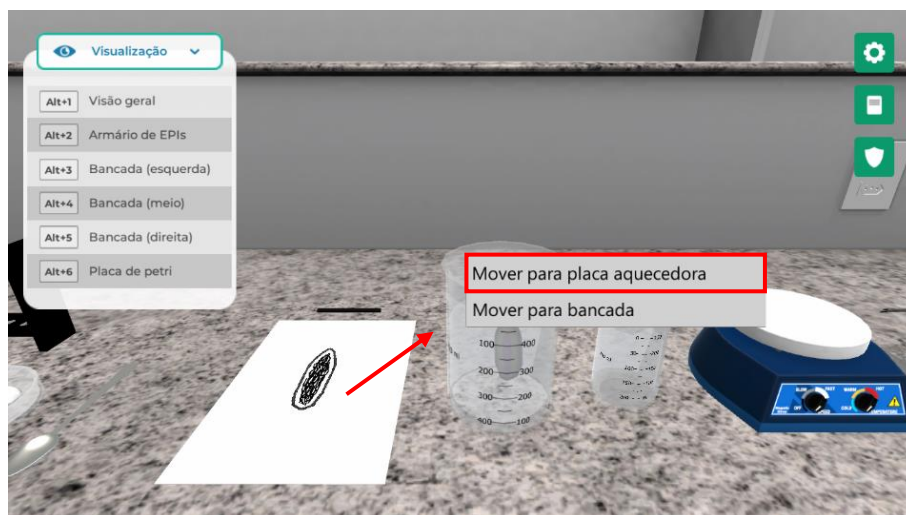 Visualização
Alt+1 Visão geral
Alt+2 Armário de EPIs
Alt+3 Bancada (esquerda)
Alt+4 Bancada (meio)
Alt+5 Bancada (direita)
Alt+6 Placa de petri
Mover para placa aquecedora
Mover para bancada
100 400
200 300
300 200
400 100